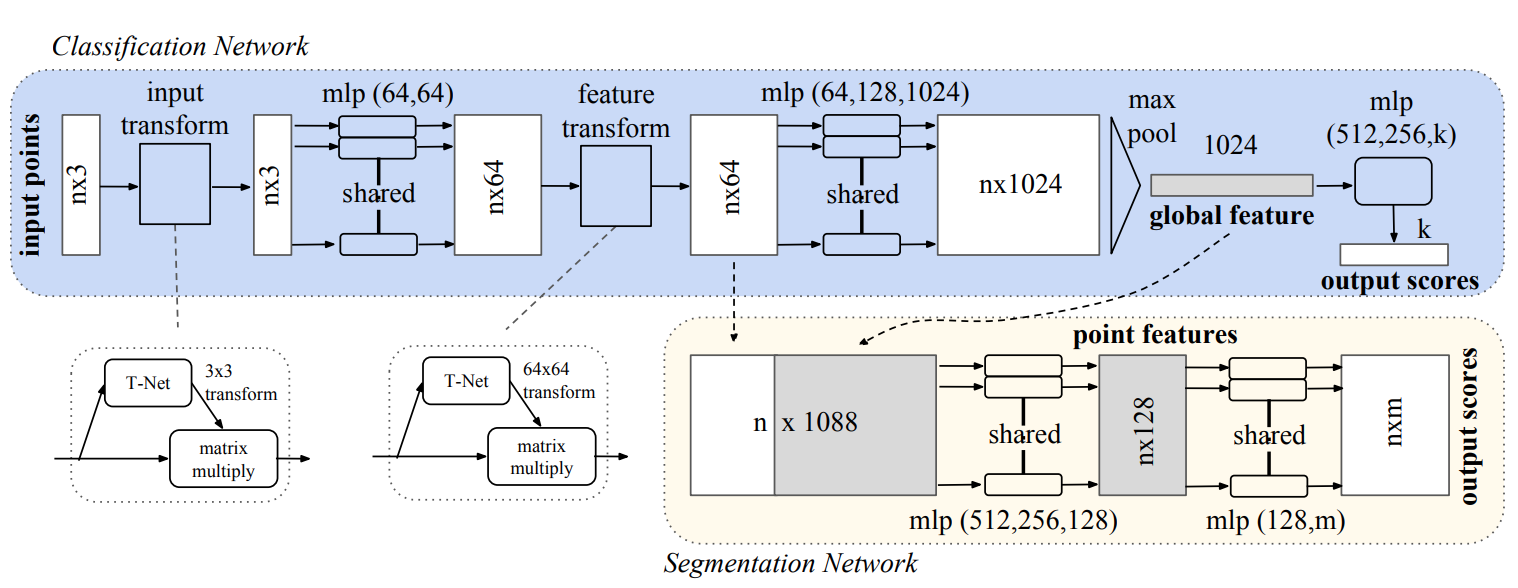 Classification Network
input points
nx3
input
transform
nx3
mlp (64,64)
shared
nx64
feature
transform
nx64
mlp (64,128,1024)
shared
nx1024
max
pool
1024
global feature
mlp
(512,256,k)
k
output scores
T-Net
3x3
transform
matrix
multiply
T-Net
64x64
transform
matrix
multiply
point features
n x 1088
shared
mlp (512,256,128)
nx128
shared
mlp (128,m)
nxm
output scores
Segmentation Network